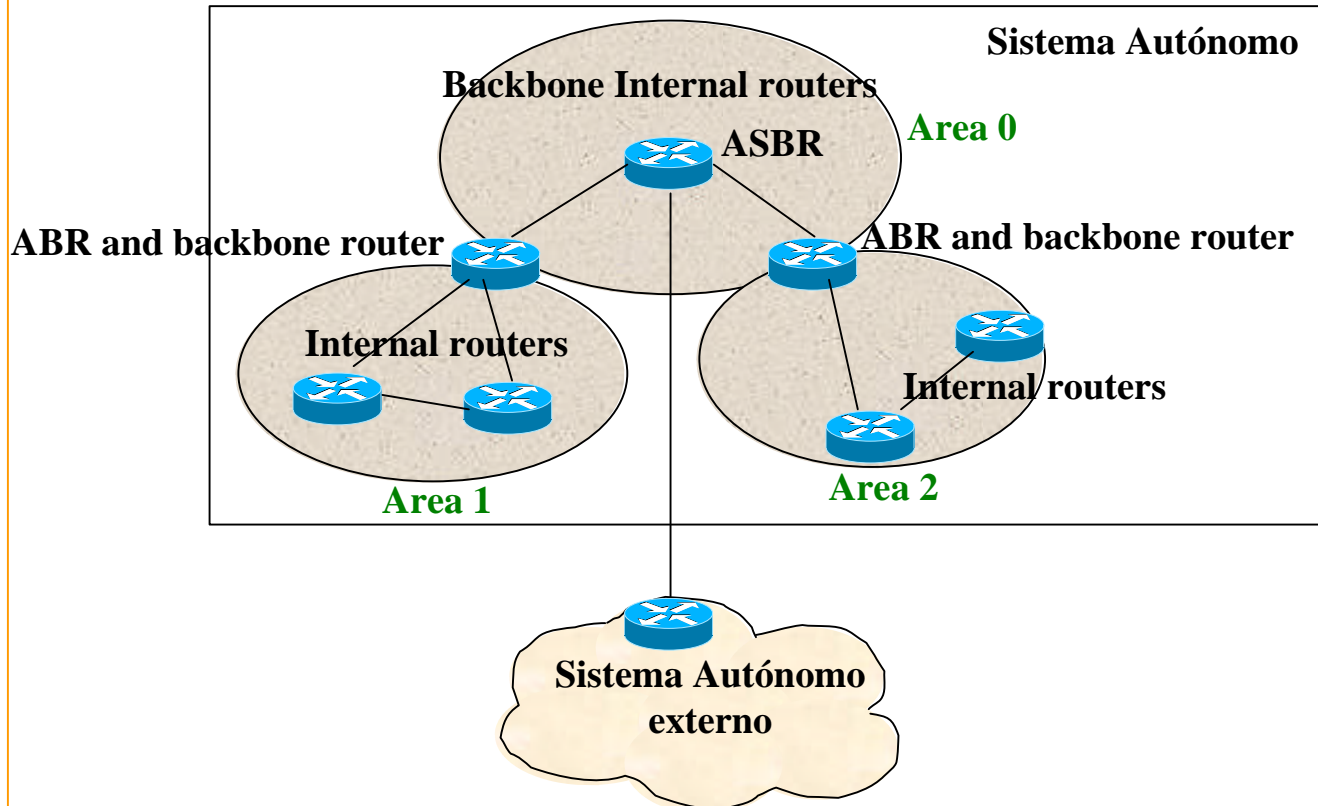 Sistema Autónomo
Backbone Internal routers
Area 0
ASBR
ABR and backbone router
ABR and backbone router
Internal routers
Internal routers
Area 1
Area 2
Sistema Autónomo
externo